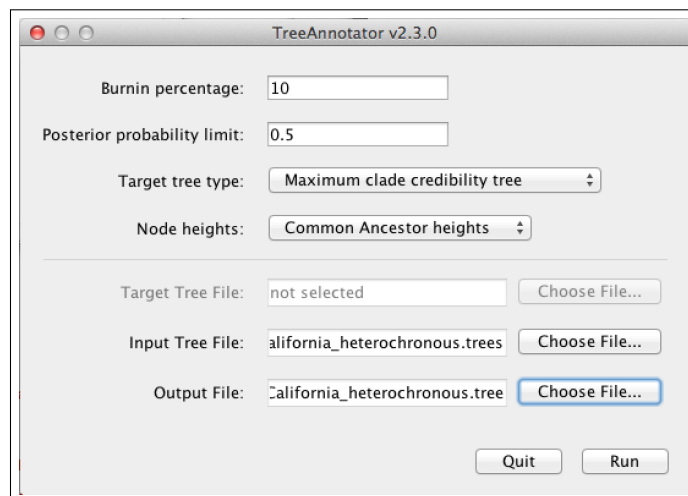 TreeAnnotator v2.3.0
Burnin percentage: 10
Posterior probability limit: 0.5
Target tree type: Maximum clade credibility tree
Node heights: Common Ancestor heights
Target Tree File: not selected Choose File...
Input Tree File: alifornia_heterochronous.trees Choose File...
Output File: California_heterochronous.tree Choose File...
Quit Run